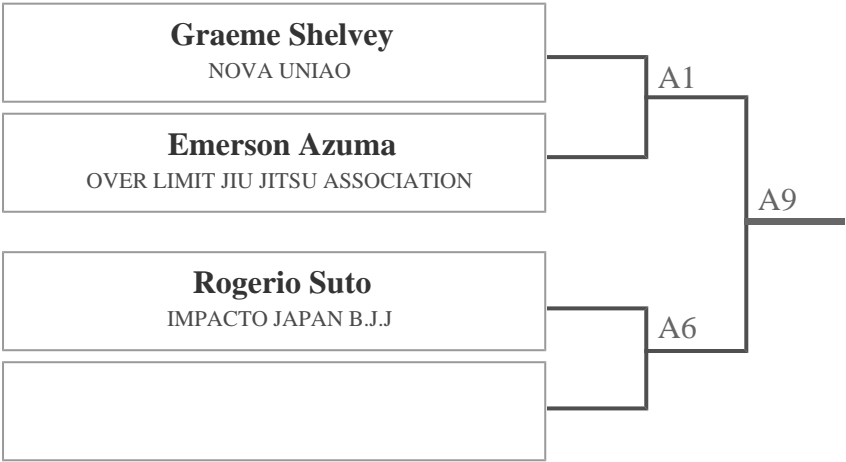 Graeme Shelvey
NOVA UNIAO
A1
Emerson Azuma
OVER LIMIT JIU JITSU ASSOCIATION
A9
Rogerio Suto
IMPACTO JAPAN B.J.J
A6